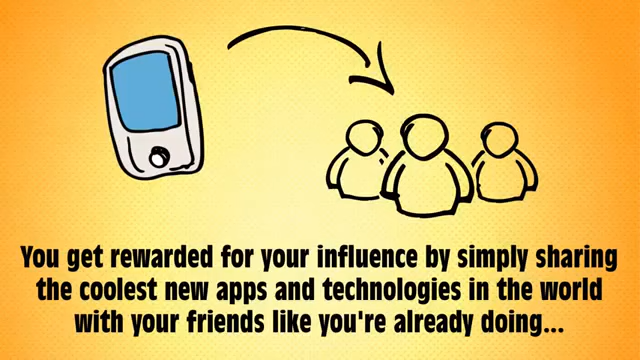 You get rewarded for your influence by simply sharing
the coolest new apps and technologies in the world
with your friends like you're already doing...